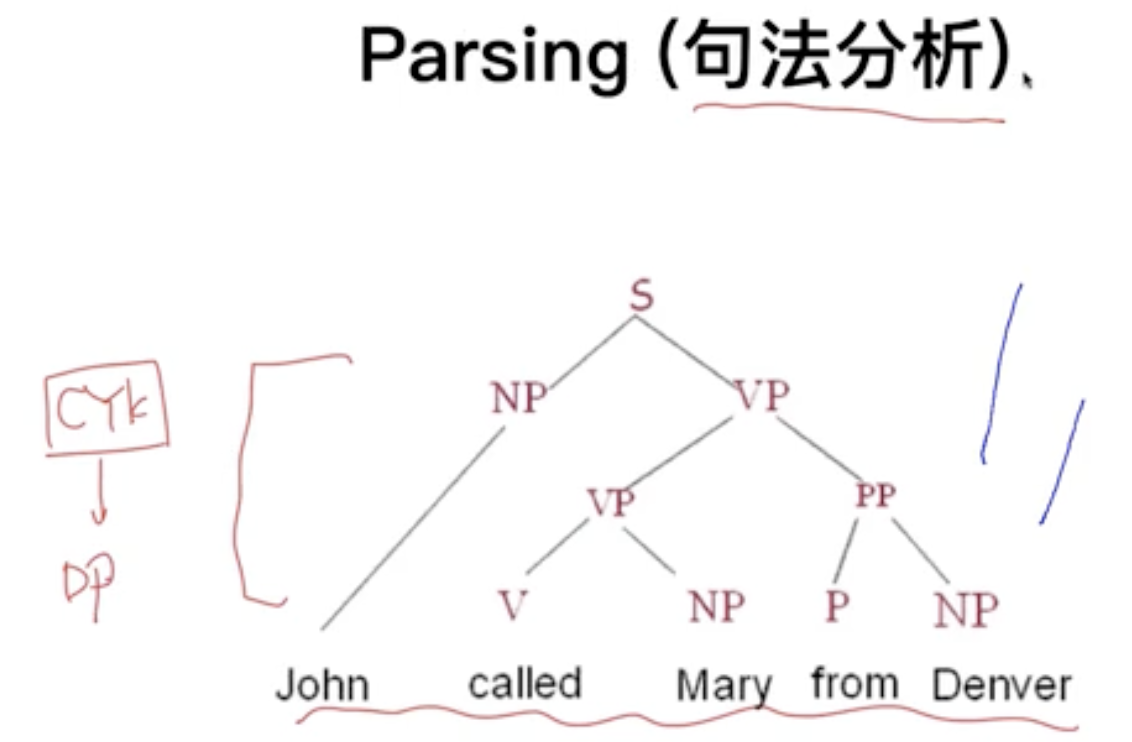 Parsing (句法分析)
S
NP VP
CYK
VP PP
DP
V NP P NP
John called Mary from Denver